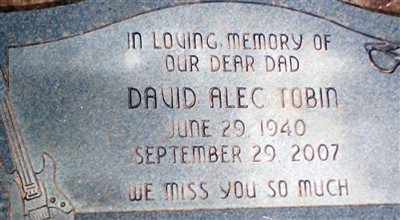 IN LOVING MEMORY OF
OUR DEAR DAD
DAVID ALEC TOBIN
JUNE 29, 1940
SEPTEMBER 29, 2007
WE MISS YOU SO MUCH